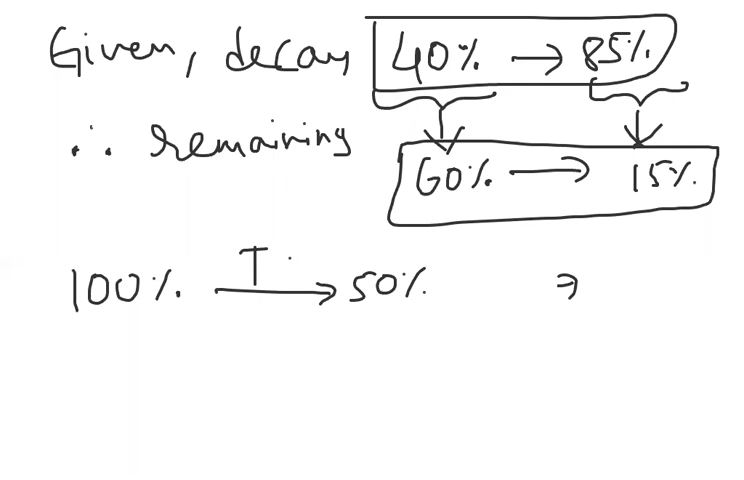 Given, decay 40% → 85%
∴ remaining 60% → 15%
T
100% → 50% ⇒